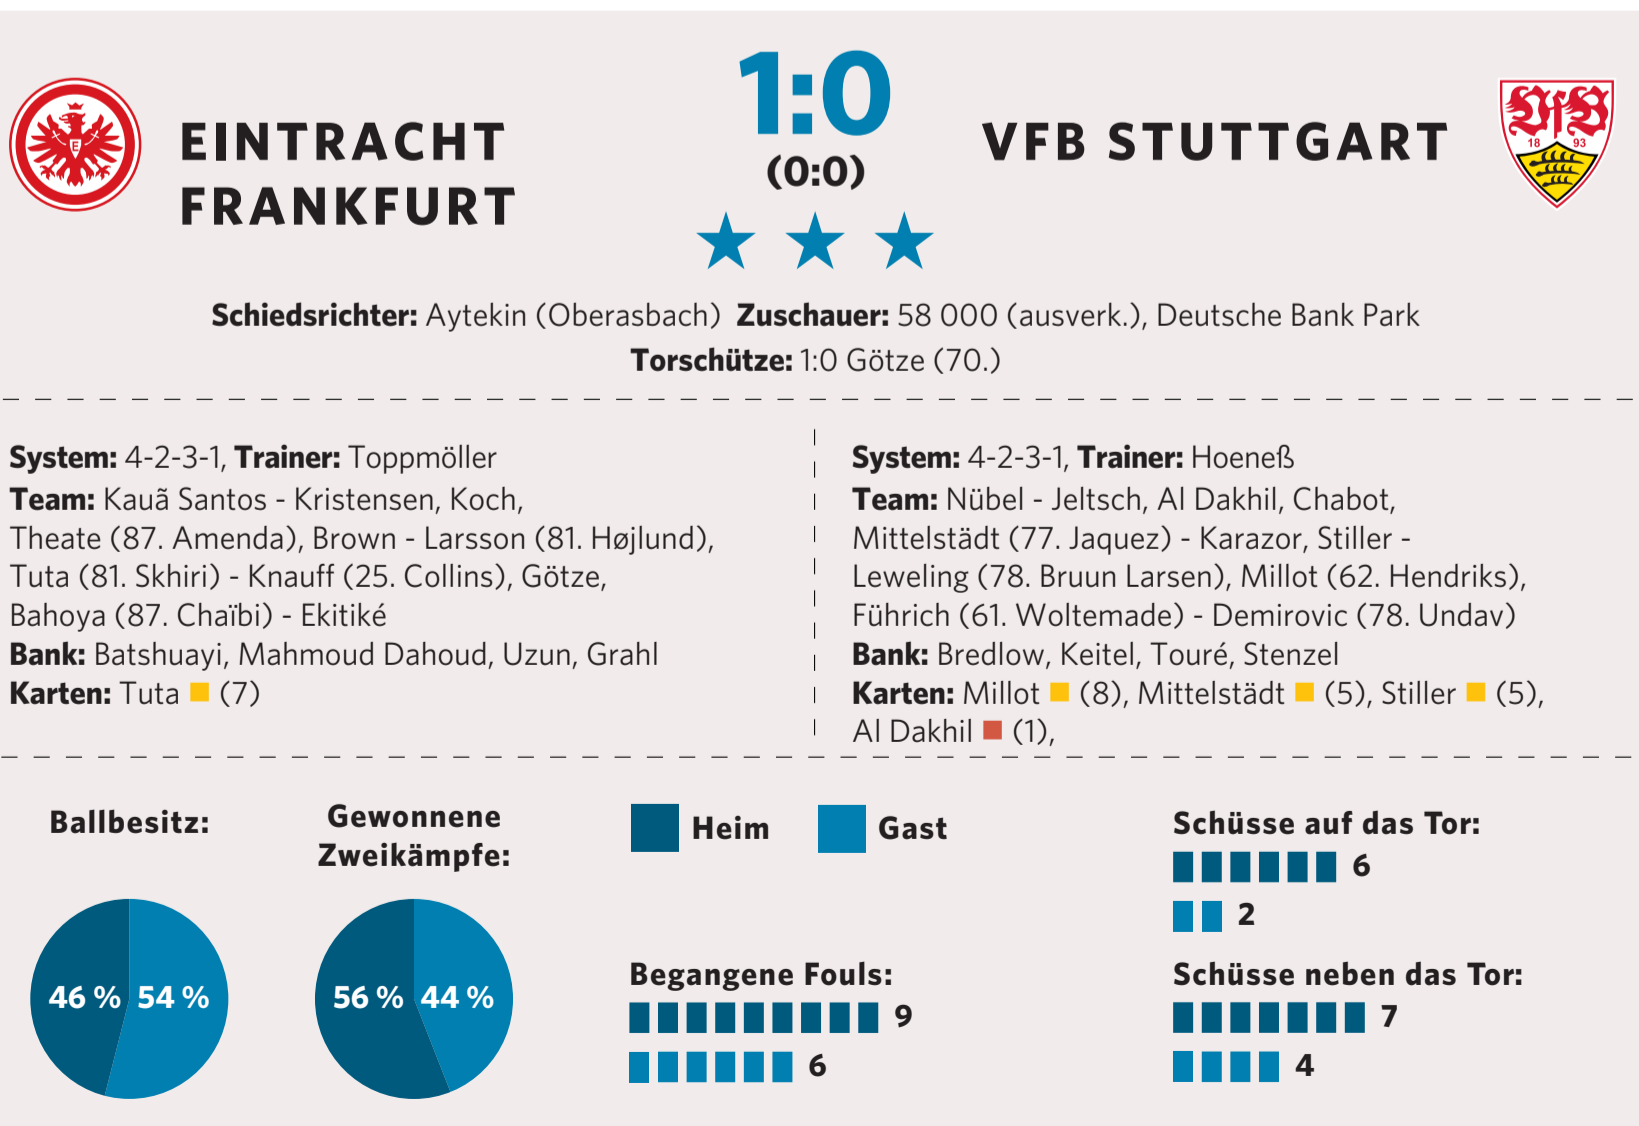 EINTRACHT
FRANKFURT
E
1:0
(0:0)
VFB STUTTGART
VfB
18 93
Schiedsrichter: Aytekin (Oberasbach) Zuschauer: 58 000 (ausverk.), Deutsche Bank Park
Torschütze: 1:0 Götze (70.)
System: 4-2-3-1, Trainer: Toppmöller
Team: Kauã Santos - Kristensen, Koch,
Theate (87. Amenda), Brown - Larsson (81. Højlund),
Tuta (81. Skhiri) - Knauff (25. Collins), Götze,
Bahoya (87. Chaïbi) - Ekitiké
Bank: Batshuayi, Mahmoud Dahoud, Uzun, Grahl
Karten: Tuta (7)
System: 4-2-3-1, Trainer: Hoeneß
Team: Nübel - Jeltsch, Al Dakhil, Chabot,
Mittelstädt (77. Jaquez) - Karazor, Stiller -
Leweling (78. Bruun Larsen), Millot (62. Hendriks),
Führich (61. Woltemade) - Demirovic (78. Undav)
Bank: Bredlow, Keitel, Touré, Stenzel
Karten: Millot (8), Mittelstädt (5), Stiller (5),
Al Dakhil (1),
Ballbesitz:
46 % 54 %
Gewonnene
Zweikämpfe:
56 % 44 %
Heim Gast
Begangene Fouls:
9
6
Schüsse auf das Tor:
6
2
Schüsse neben das Tor:
7
4